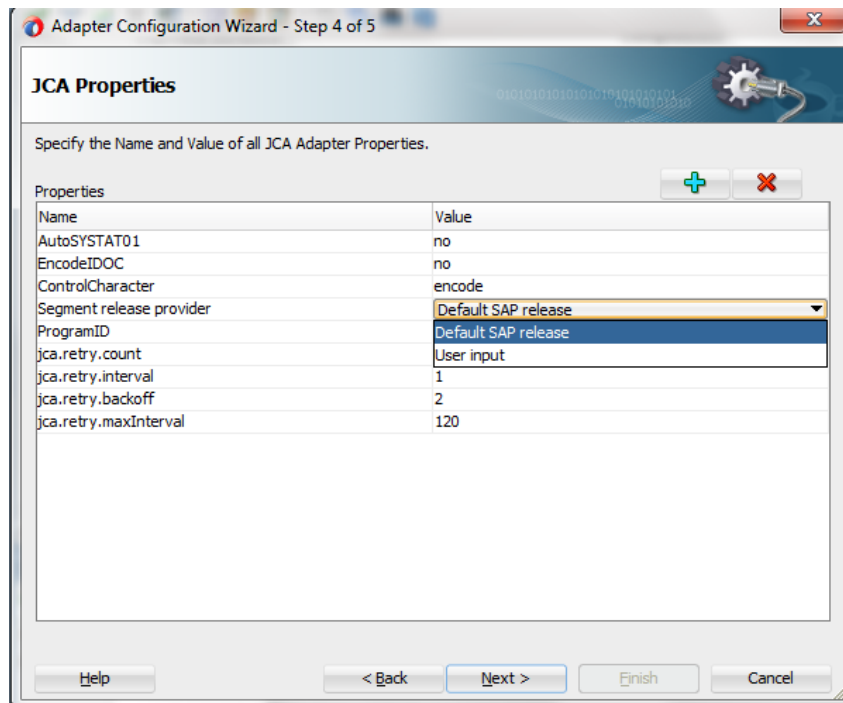 Adapter Configuration Wizard - Step 4 of 5
JCA Properties
Specify the Name and Value of all JCA Adapter Properties.
Properties
Name Value
AutoSYSTAT01 no
EncodeIDOC no
ControlCharacter encode
Segment release provider Default SAP release
ProgramID Default SAP release
jca.retry.count User input
jca.retry.interval 1
jca.retry.backoff 2
jca.retry.maxInterval 120
Help < Back Next > Finish Cancel